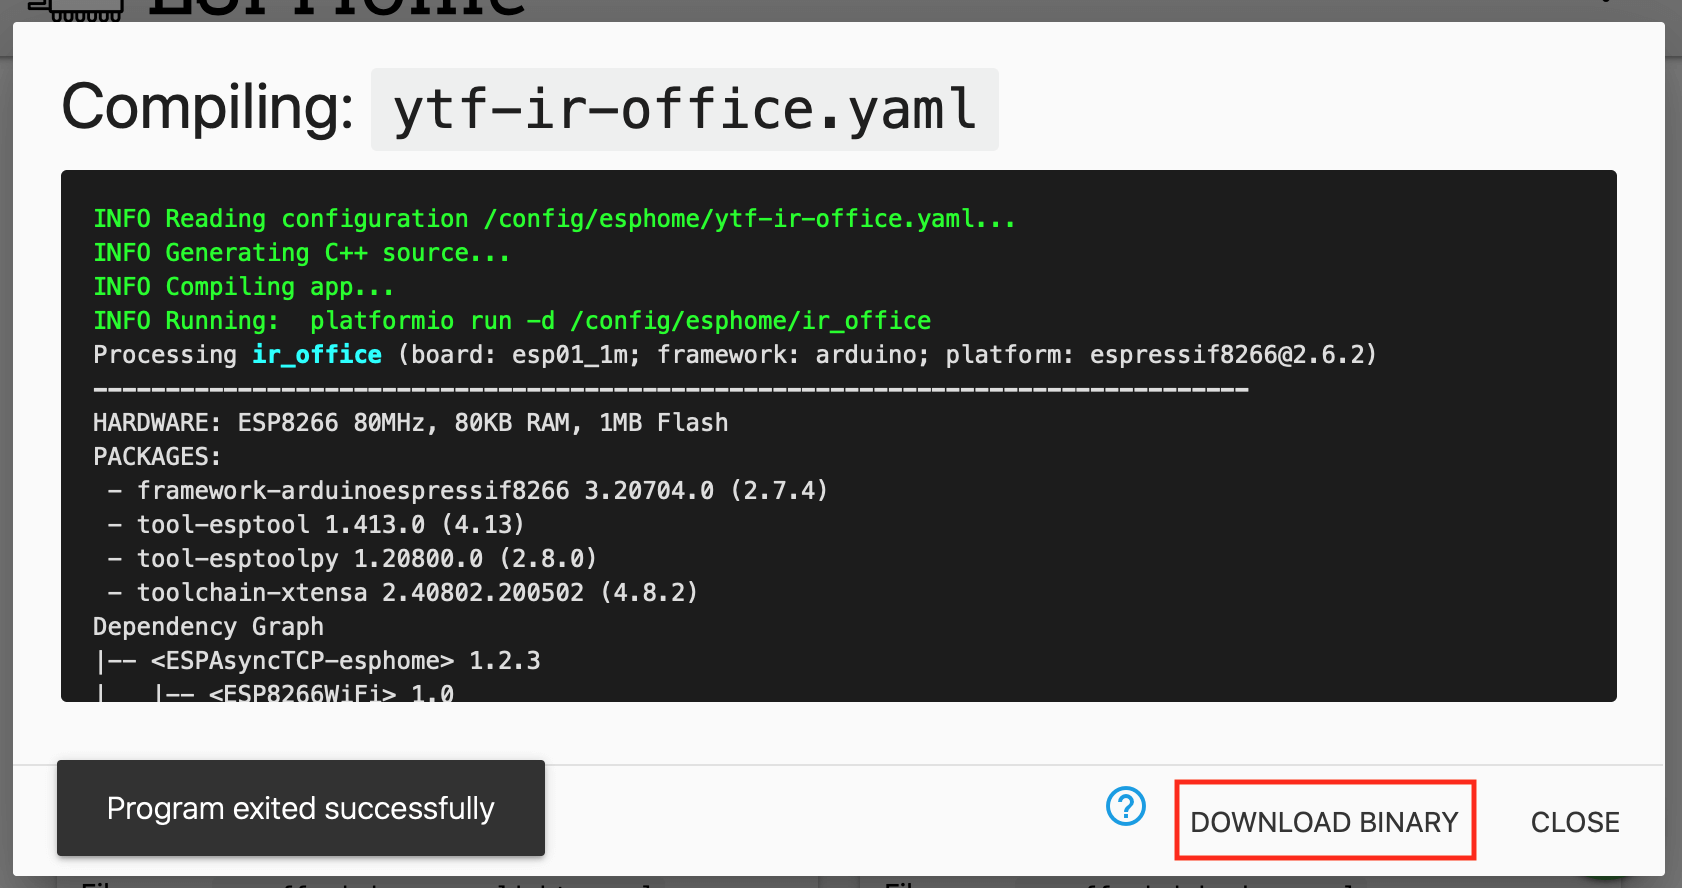 ESPHome
Compiling: ytf-ir-office.yaml
INFO Reading configuration /config/esphome/ytf-ir-office.yaml...
INFO Generating C++ source...
INFO Compiling app...
INFO Running:  platformio run -d /config/esphome/ir_office
Processing ir_office (board: esp01_1m; framework: arduino; platform: espressif8266@2.6.2)
--------------------------------------------------------------------------------
HARDWARE: ESP8266 80MHz, 80KB RAM, 1MB Flash
PACKAGES:
 - framework-arduinoespressif8266 3.20704.0 (2.7.4)
 - tool-esptool 1.413.0 (4.13)
 - tool-esptoolpy 1.20800.0 (2.8.0)
 - toolchain-xtensa 2.40802.200502 (4.8.2)
Dependency Graph
|-- <ESPAsyncTCP-esphome> 1.2.3
|   |-- <ESP8266WiFi> 1.0
Program exited successfully
? DOWNLOAD BINARY CLOSE